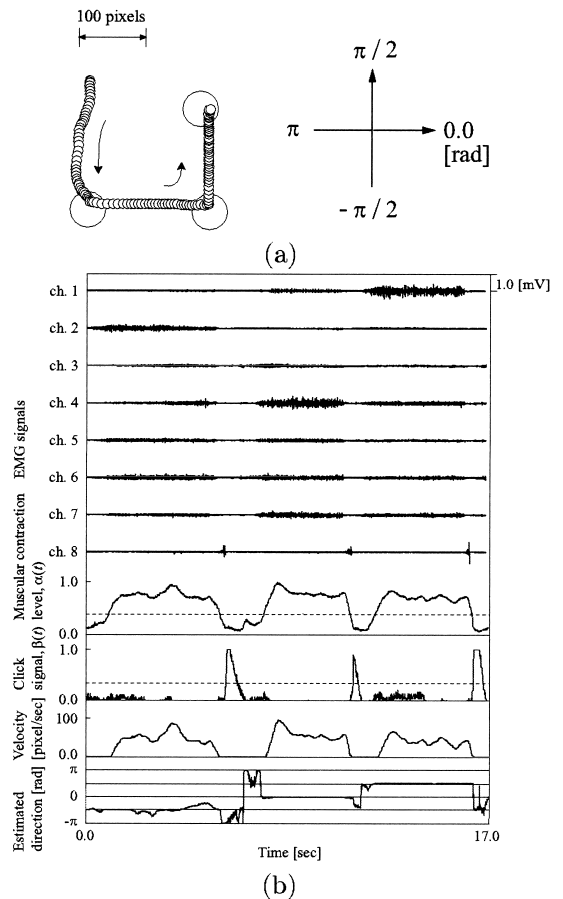 100 pixels
π / 2
π
0.0
[rad]
- π / 2
(a)
1.0 [mV]
ch. 1
ch. 2
ch. 3
ch. 4
ch. 5
ch. 6
ch. 7
ch. 8
EMG signals
Muscular contraction
level, α(t)
1.0
0.0
Click
signal, β(t)
1.0
0.0
Velocity
[pixel/sec]
100
0.0
Estimated
direction [rad]
π
0
-π
0.0
17.0
Time [sec]
(b)